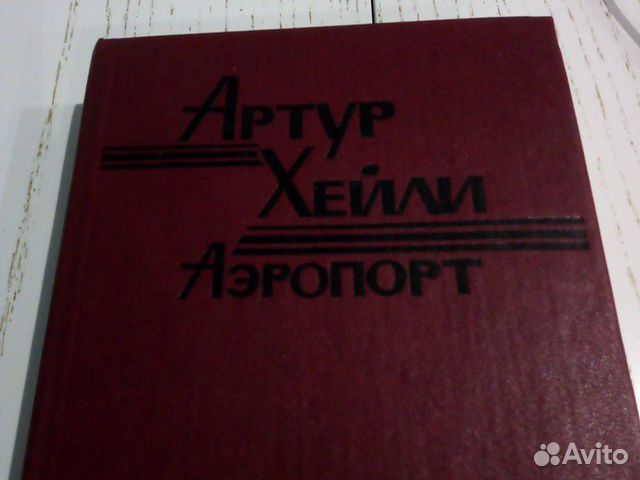 Артур
Хейли
Аэропорт
Avito